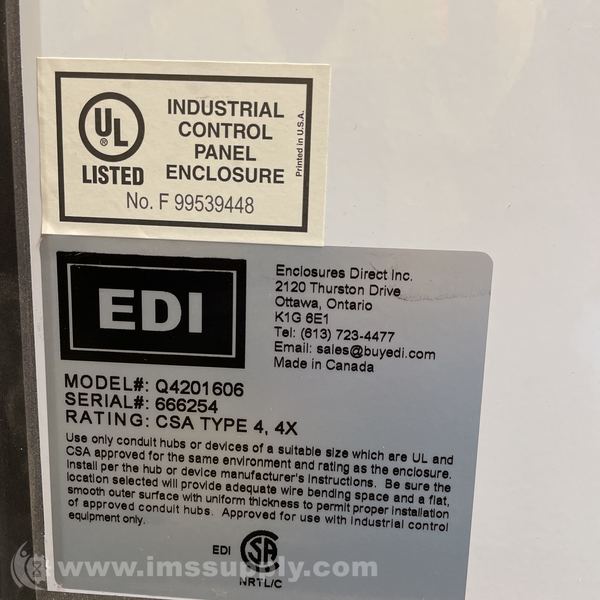 UL
®
LISTED
INDUSTRIAL
CONTROL
PANEL
ENCLOSURE
No. F 99539448
Printed in U.S.A.
EDI
Enclosures Direct Inc.
2120 Thurston Drive
Ottawa, Ontario
K1G 6E1
Tel: (613) 723-4477
Email: sales@buyedi.com
Made in Canada
MODEL#: Q4201606
SERIAL#: 666254
RATING: CSA TYPE 4, 4X
Use only conduit hubs or devices of a suitable size which are UL and
CSA approved for the same environment and rating as the enclosure.
Install per the hub or device manufacturer's instructions. Be sure the
location selected will provide adequate wire bending space and a flat,
smooth outer surface with uniform thickness to permit proper installation
of approved conduit hubs. Approved for use with industrial control
equipment only.
EDI
SA
NRTL/C
www.imssupply.com